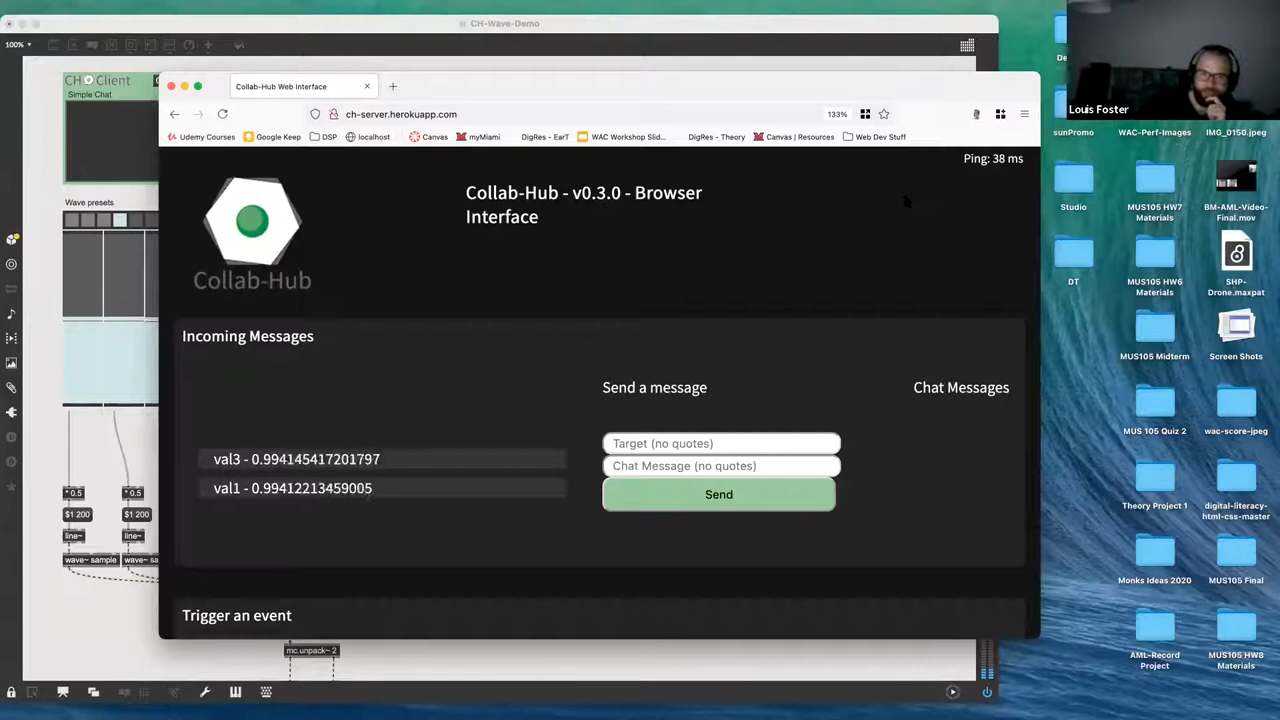 CH-Wave-Demo
100%
CH Client
Simple Chat
Wave presets
* 0.5
* 0.5
$1 200
$1 200
line~
line~
wave~ sample
wave~ sa
mc.unpack~ 2
Collab-Hub Web Interface
ch-server.herokuapp.com
133%
Udemy Courses
Google Keep
DSP
localhost
Canvas
myMiami
DigRes - EarT
WAC Workshop Slid...
DigRes - Theory
Canvas | Resources
Web Dev Stuff
Ping: 38 ms
Collab-Hub - v0.3.0 - Browser
Interface
Collab-Hub
Incoming Messages
Send a message
Chat Messages
Target (no quotes)
Chat Message (no quotes)
Send
val3 - 0.994145417201797
val1 - 0.99412213459005
Trigger an event
Louis Foster
De
sunPromo
WAC-Perf-Images
IMG_0150.jpeg
Studio
MUS105 HW7
Materials
BM-AML-Video-
Final.mov
DT
MUS105 HW6
Materials
SHP-
Drone.maxpat
MUS105 Midterm
Screen Shots
MUS 105 Quiz 2
wac-score-jpeg
Theory Project 1
digital-literacy-
html-css-master
Monks Ideas 2020
MUS105 Final
AML-Record
Project
MUS105 HW8
Materials